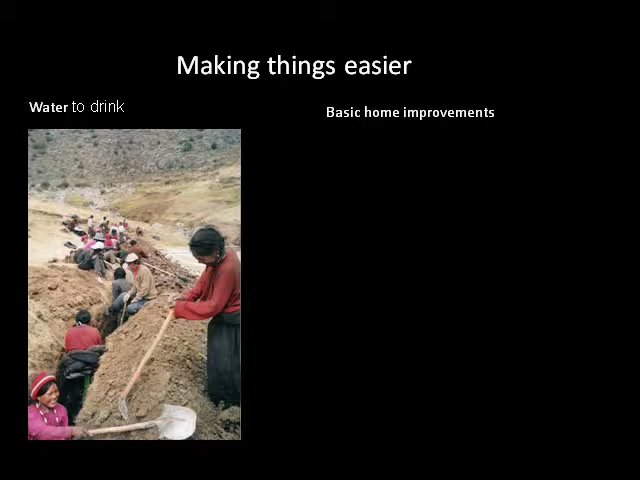 Making things easier
Water to drink
Basic home improvements